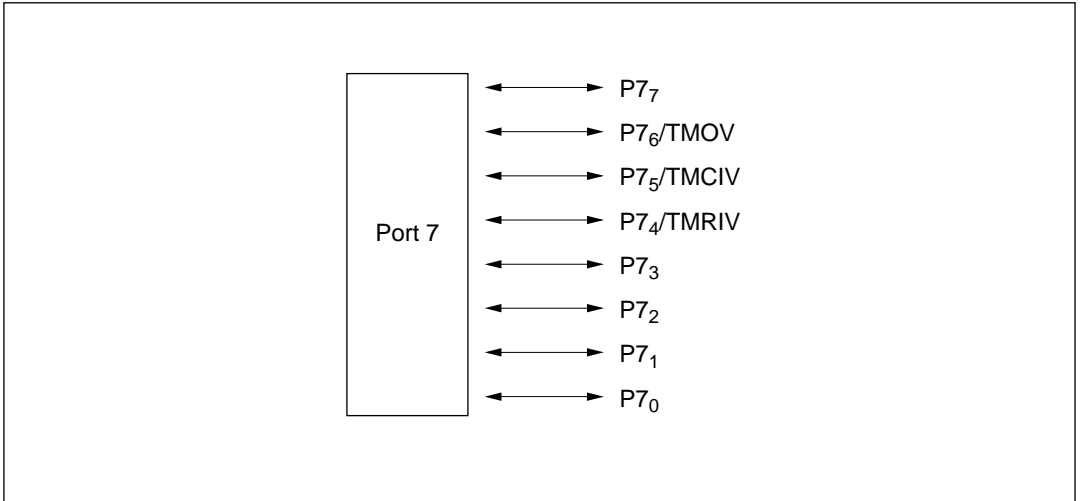 P7₇
P7₆/TMOV
P7₅/TMCIV
P7₄/TMRIV
Port 7
P7₃
P7₂
P7₁
P7₀